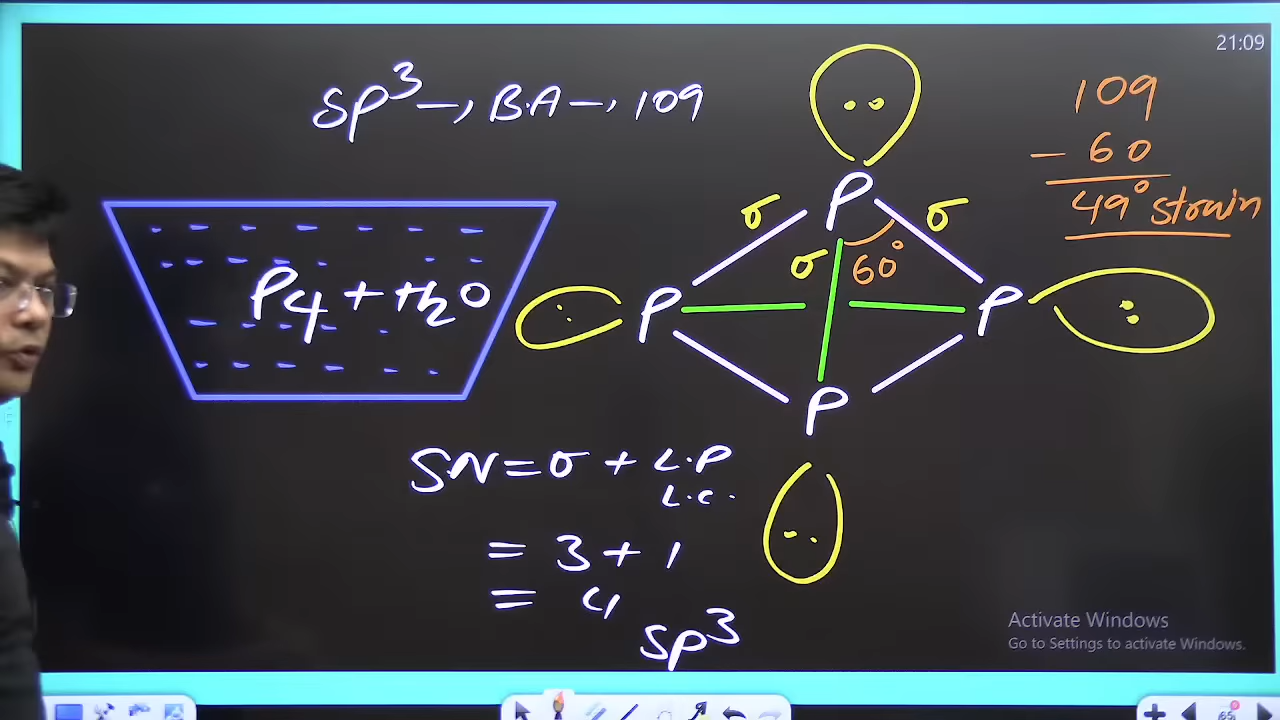 21:09
sp³ → B.A → 109
109
- 60
49° strain
P
σ
σ
σ
60°
P4 + H2O
P
P
P
SN = σ + L.P
L.C.
= 3 + 1
= 4
sp³
Activate Windows
Go to Settings to activate Windows.